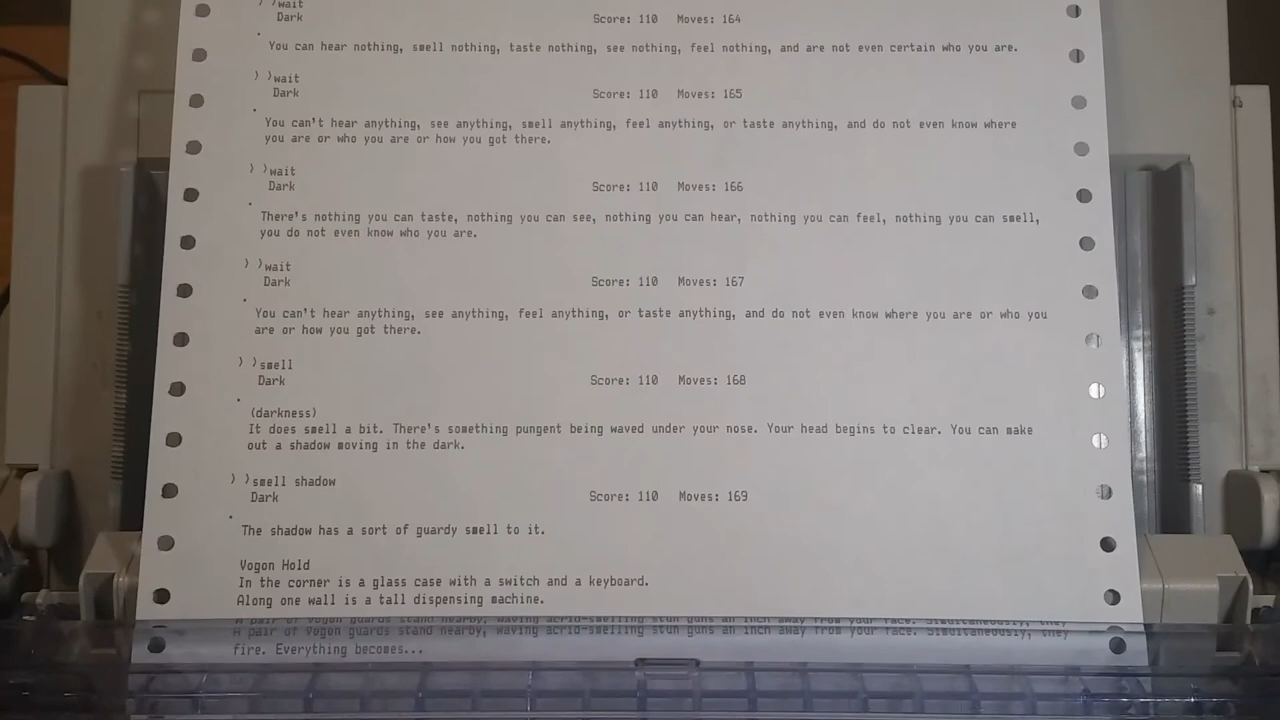 ) )wait
Dark Score: 110 Moves: 164
You can hear nothing, smell nothing, taste nothing, see nothing, feel nothing, and are not even certain who you are.
) )wait
Dark Score: 110 Moves: 165
You can't hear anything, see anything, smell anything, feel anything, or taste anything, and do not even know where
you are or who you are or how you got there.
) )wait
Dark Score: 110 Moves: 166
There's nothing you can taste, nothing you can see, nothing you can hear, nothing you can feel, nothing you can smell,
you do not even know who you are.
) )wait
Dark Score: 110 Moves: 167
You can't hear anything, see anything, feel anything, or taste anything, and do not even know where you are or who you
are or how you got there.
) )smell
Dark Score: 110 Moves: 168
(darkness)
It does smell a bit. There's something pungent being waved under your nose. Your head begins to clear. You can make
out a shadow moving in the dark.
) )smell shadow
Dark Score: 110 Moves: 169
The shadow has a sort of guardy smell to it.
Vogon Hold
In the corner is a glass case with a switch and a keyboard.
Along one wall is a tall dispensing machine.
A pair of Vogon guards stand nearby, waving acrid-smelling stun guns an inch away from your face. Simultaneously, they
fire. Everything becomes...